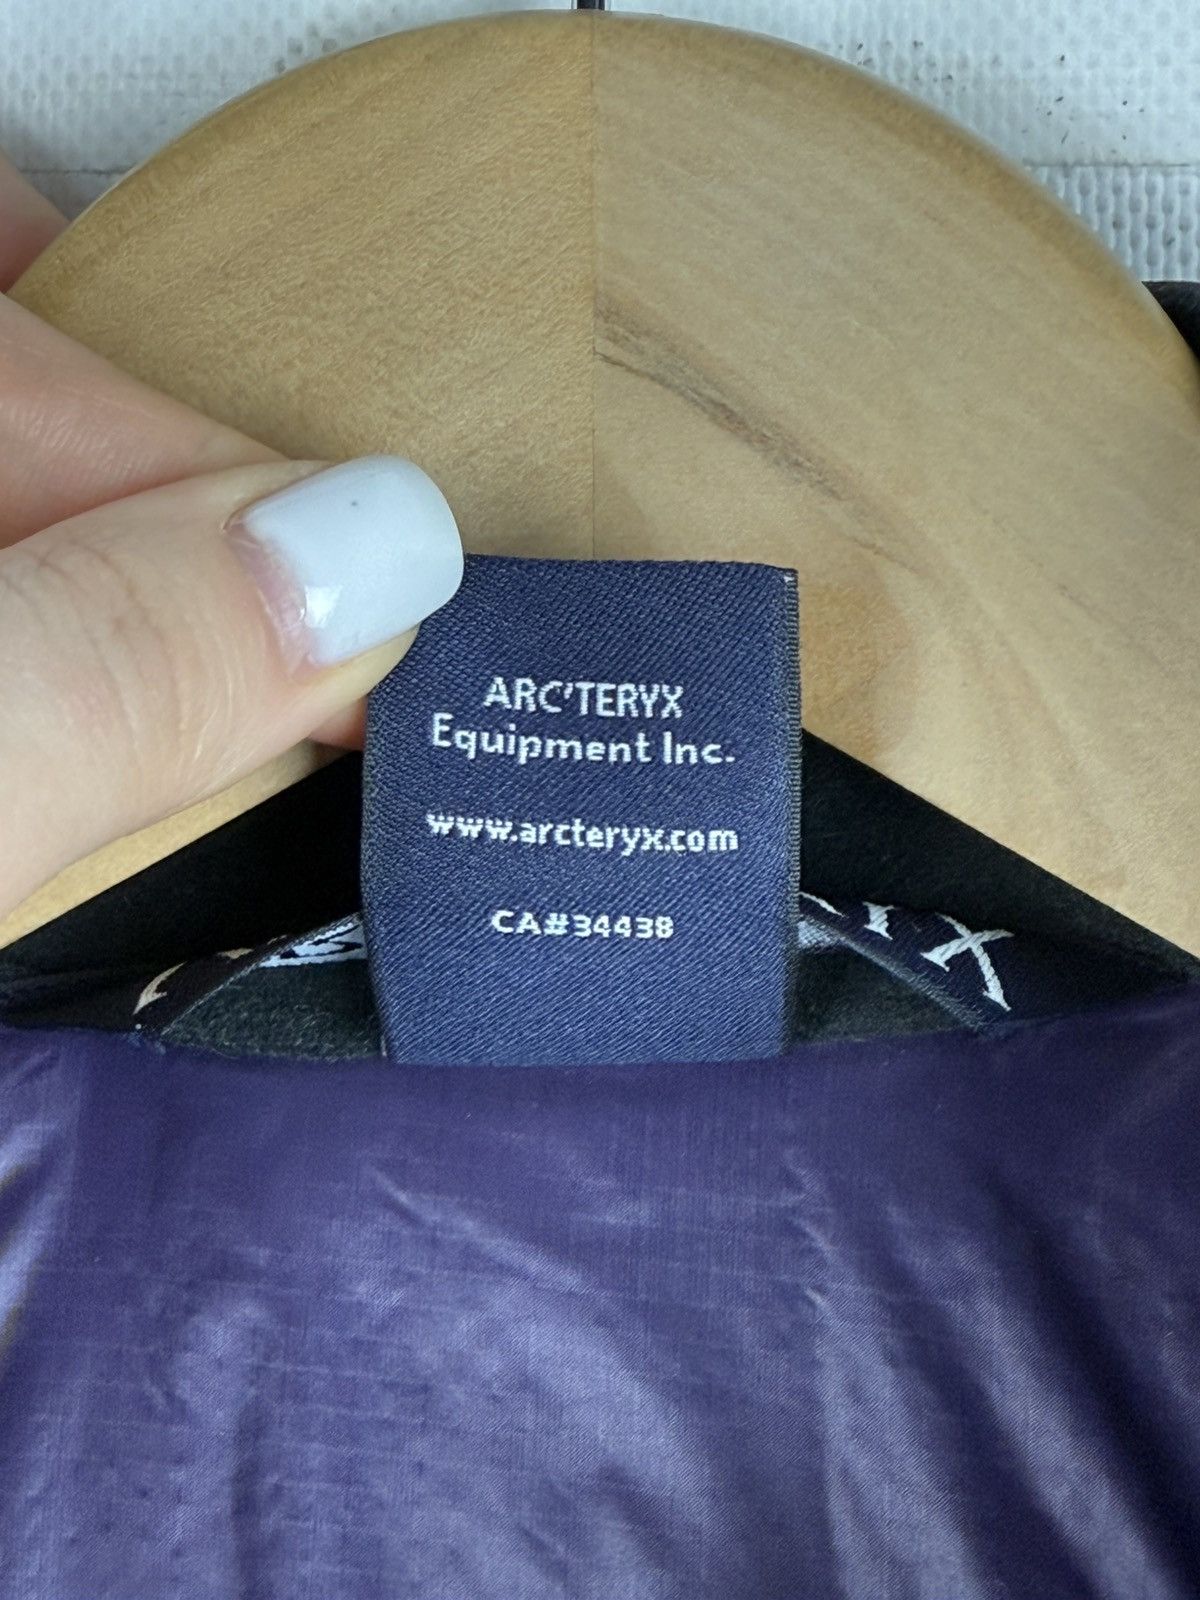 ARC'TERYX
Equipment Inc.
www.arcteryx.com
CA#34438